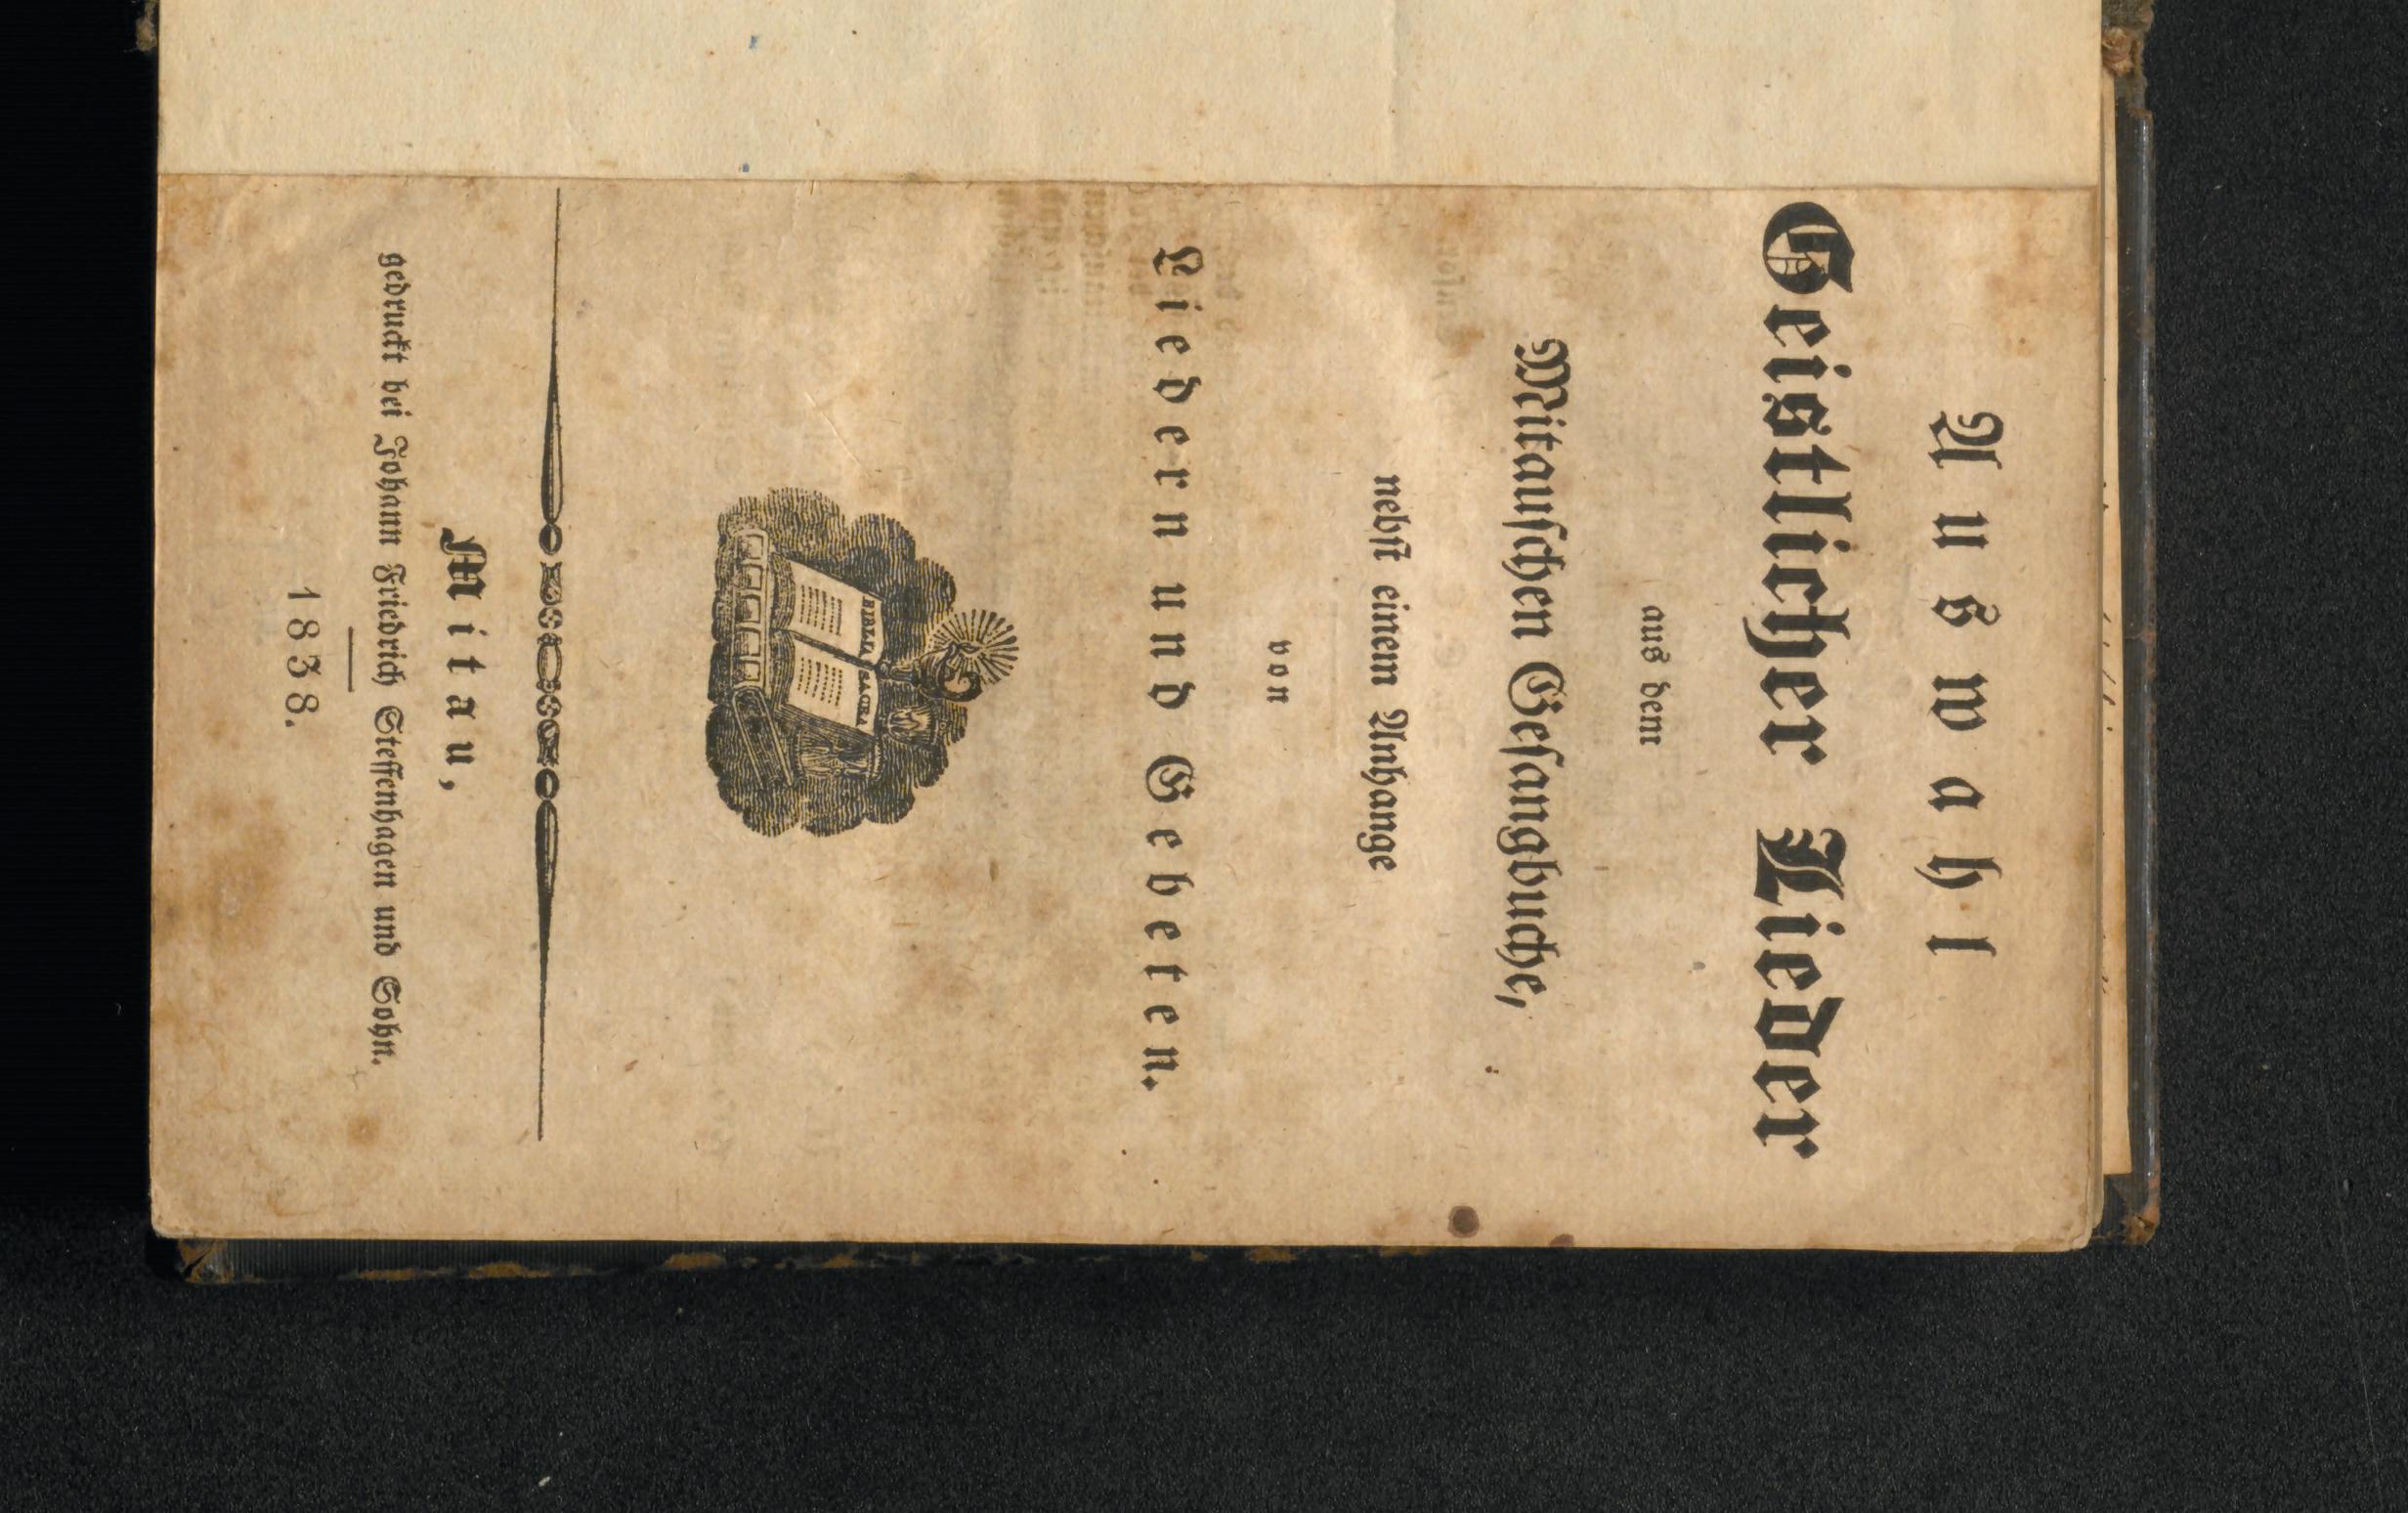 Auswahl
Geistlicher Lieder
aus dem
Mitauſchen Geſangbuche,
nebſt einem Anhange
von
Liedern und Gebeten.
BIBLIA SACRA
Mitau,
gedruckt bei Johann Friedrich Steffenhagen und Sohn.
1838.